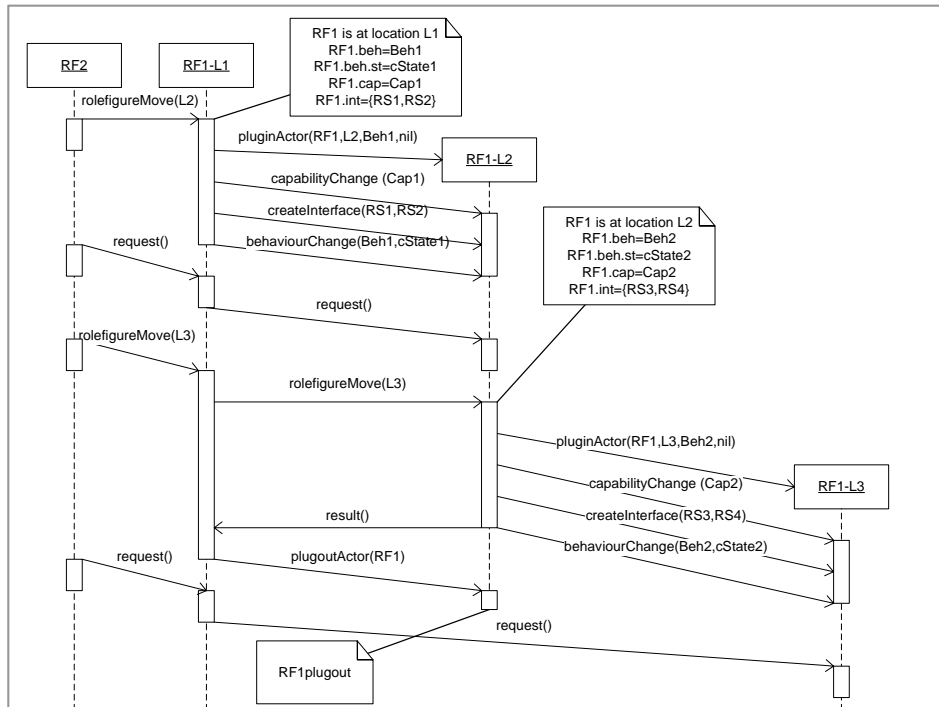 RF1 is at location L1
RF1.beh=Beh1
RF1.beh.st=cState1
RF1.cap=Cap1
RF1.int={RS1,RS2}
RF2
RF1-L1
rolefigureMove(L2)
pluginActor(RF1,L2,Beh1,nil)
RF1-L2
capabilityChange (Cap1)
createInterface(RS1,RS2)
behaviourChange(Beh1,cState1)
request()
RF1 is at location L2
RF1.beh=Beh2
RF1.beh.st=cState2
RF1.cap=Cap2
RF1.int={RS3,RS4}
request()
rolefigureMove(L3)
rolefigureMove(L3)
pluginActor(RF1,L3,Beh2,nil)
RF1-L3
capabilityChange (Cap2)
createInterface(RS3,RS4)
result()
behaviourChange(Beh2,cState2)
request()
plugoutActor(RF1)
request()
RF1plugout